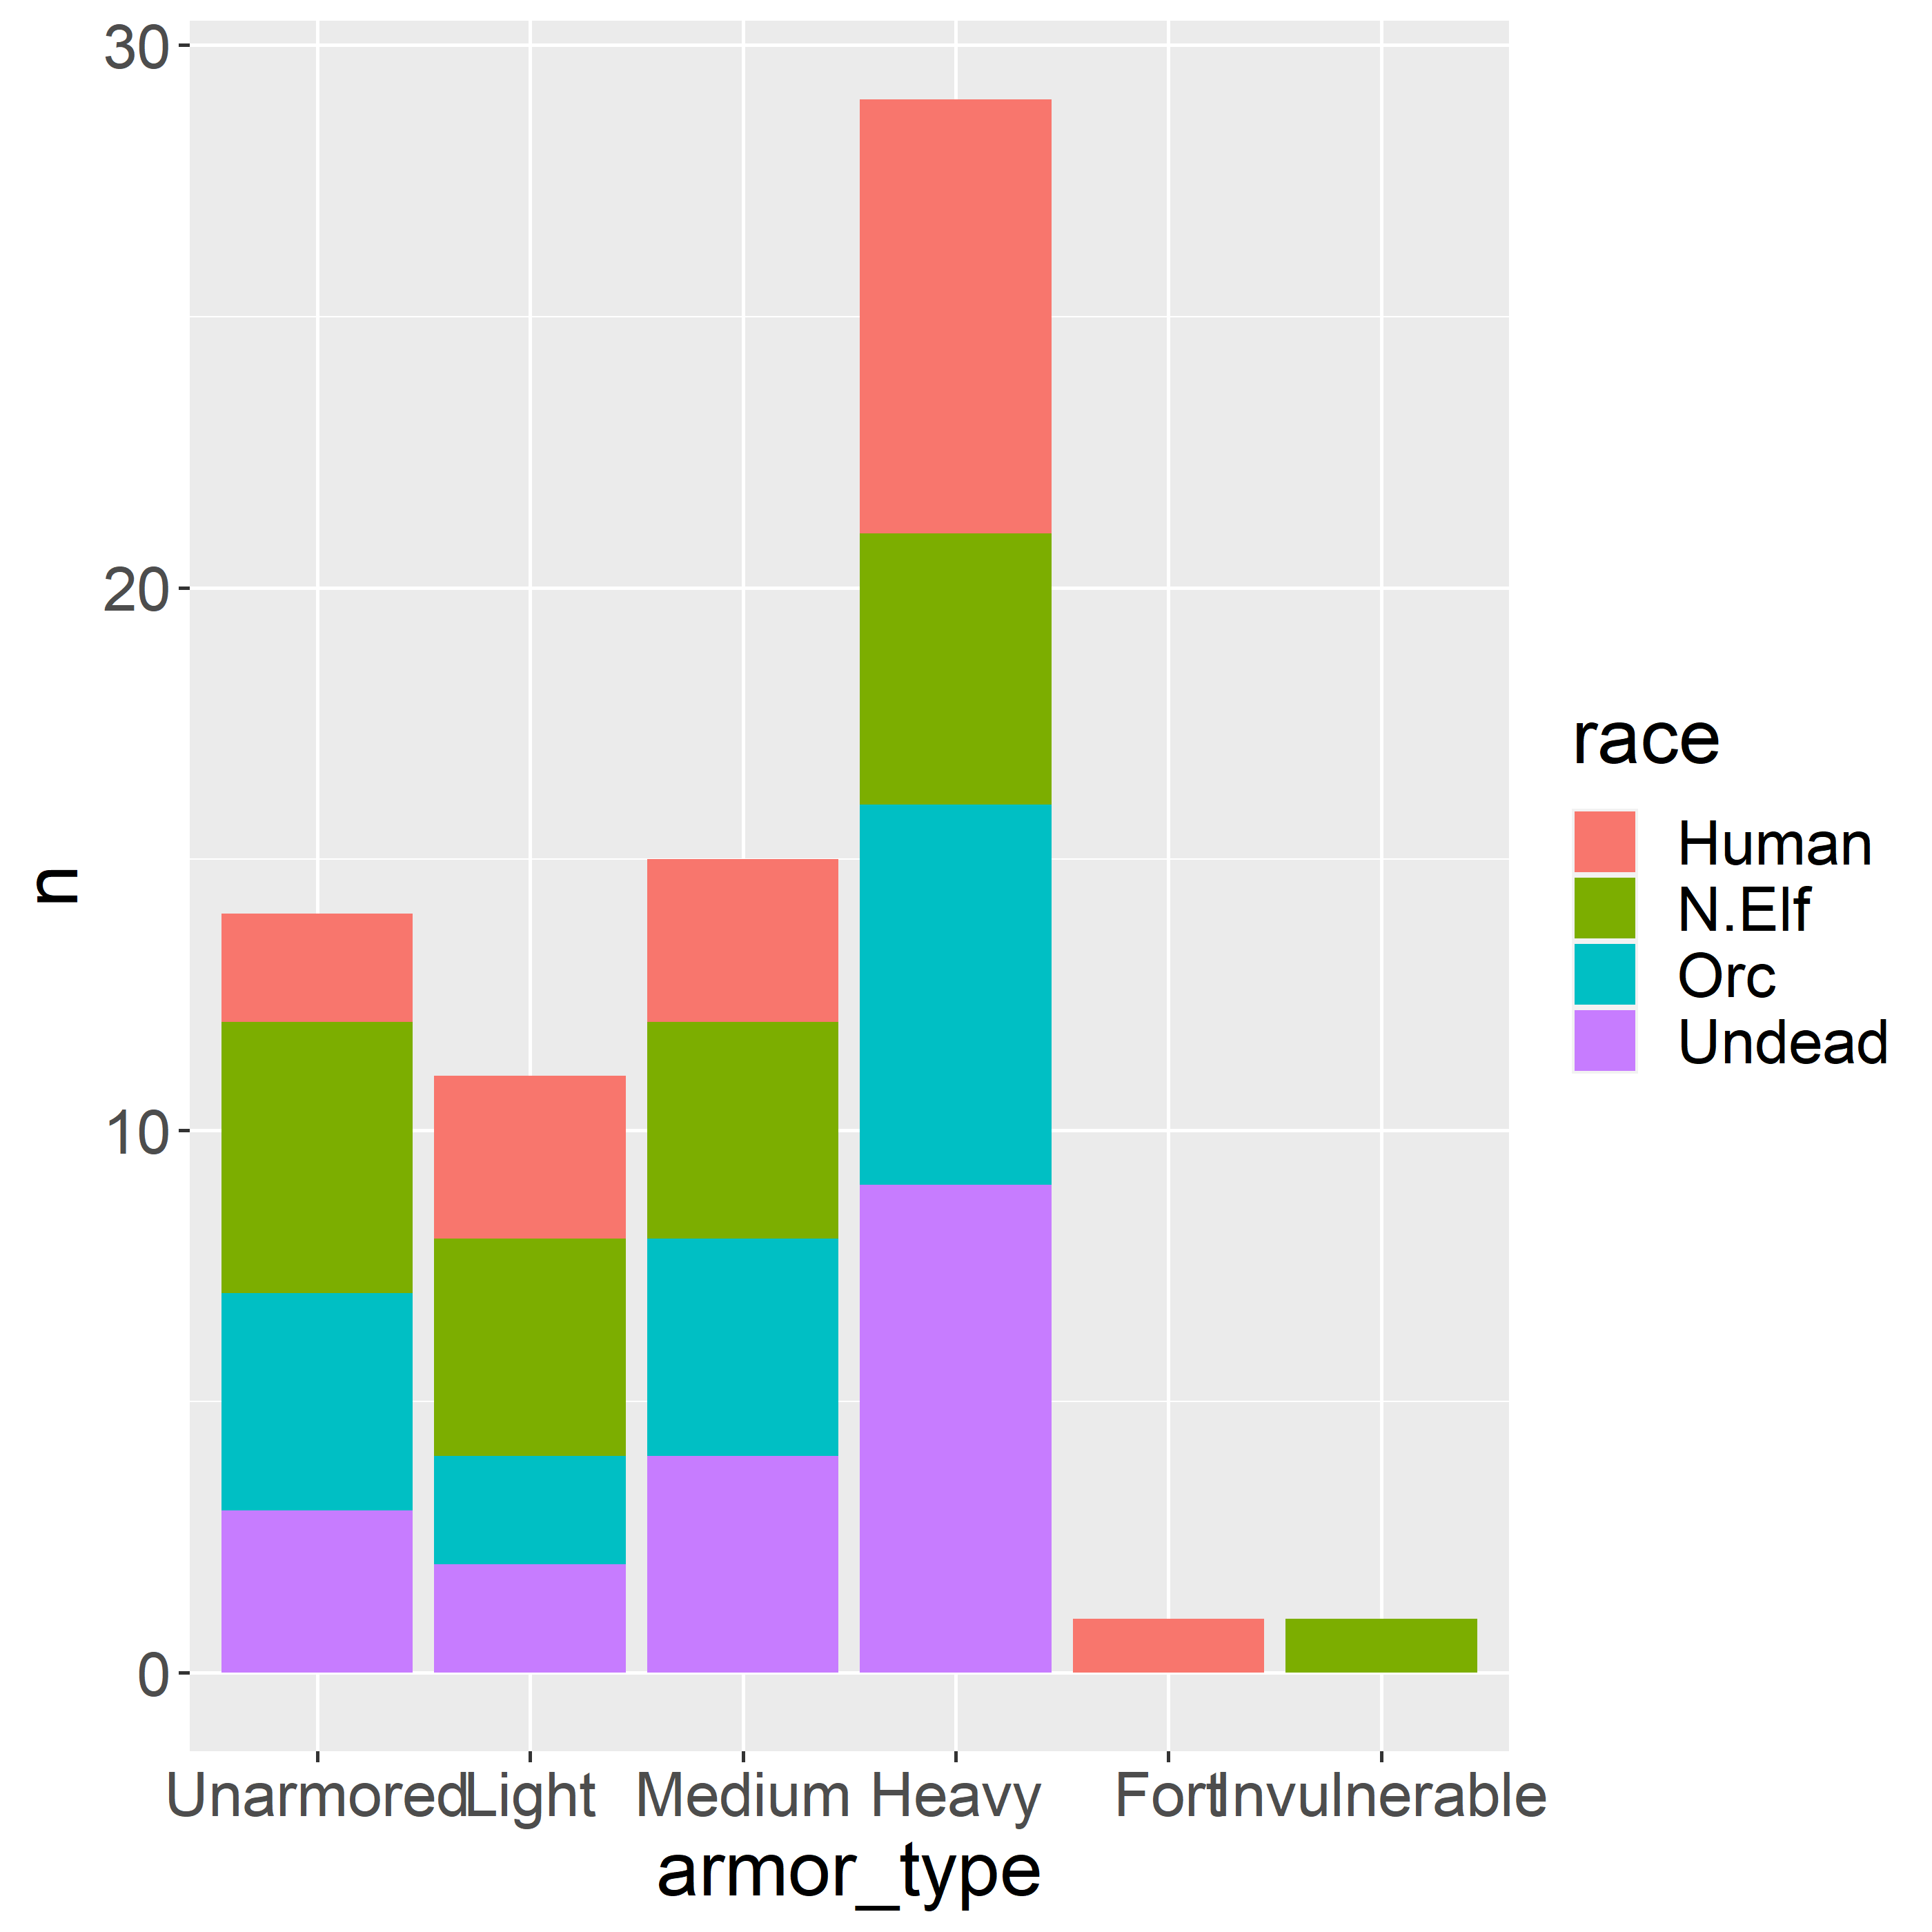 30
20
10
0
n
Unarmored Light Medium Heavy Fort Invulnerable
armor_type
race
Human
N.Elf
Orc
Undead